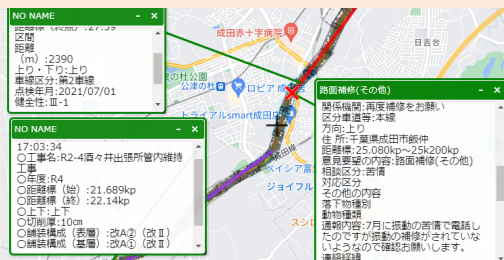 NO NAME - ×
距離標（終点）:27.39
区間
距離
（m）:2390
上り・下り:上り
車線区分:第2車線
点検年月:2021/07/01
健全性:Ⅲ-1
成田赤十字病院
日吉台
公津の杜公園
ロピア
トライアルsmart成田
NO NAME - ×
17:03:34
○工事名:R2-4酒々井出張所管内維持
工事
○年度:R4
○距離標（始）:21.689kp
○距離標（終）:22.14kp
○上下:上下
○切削厚:10cm
○舗装構成（表層）:改A②（改Ⅱ）
○舗装構成（基層）:改A①（改Ⅱ）
ベイシア富
ジョイフル
路面補修(その他) - ×
関係機関:再度補修をお願い
区分車道等:本線
方向:上り
住 所:千葉県成田市飯仲
距離標:25.080kp～25k200kp
意見要望の内容:路面補修(その他)
相談区分:苦情
対応区分
その他の内容
落下物種別
動物種類
通報内容:7月に振動の苦情で電話し
たのですが振動の補修がされていな
いようなので確認お願いします。
連絡経緯